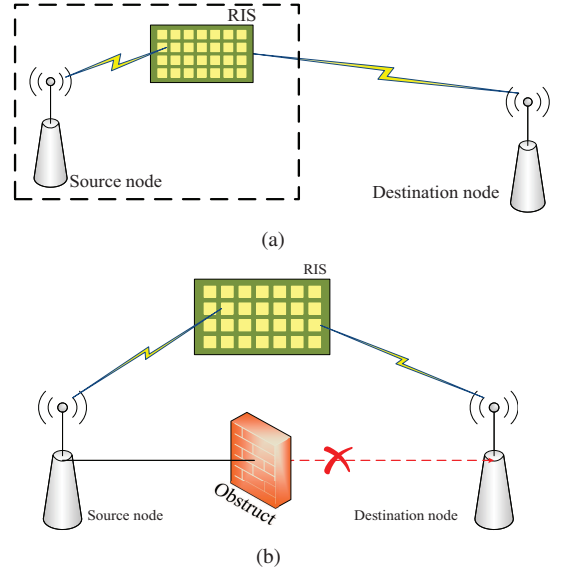 RIS
Source node
Destination node
(a)
RIS
Obstruct
Source node
Destination node
(b)